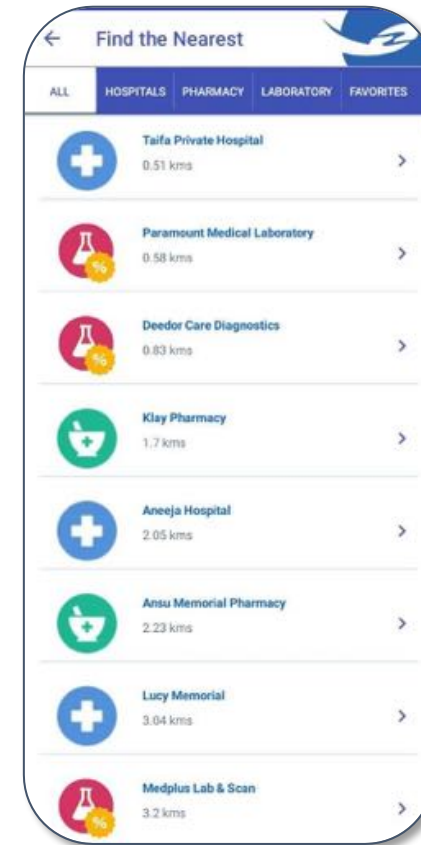 Find the Nearest
ALL HOSPITALS PHARMACY LABORATORY FAVORITES
Taifa Private Hospital
0.51 kms
Paramount Medical Laboratory
0.58 kms
%
Deedor Care Diagnostics
0.83 kms
%
Klay Pharmacy
1.7 kms
Aneeja Hospital
2.05 kms
Ansu Memorial Pharmacy
2.23 kms
Lucy Memorial
3.04 kms
Medplus Lab & Scan
3.2 kms
%